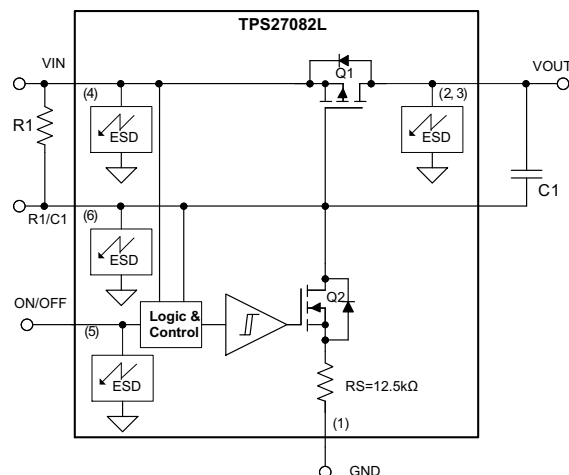 TPS27082L
VIN
Q1
VOUT
(4)
(2, 3)
R1
ESD
ESD
C1
R1/C1
(6)
ESD
Q2
ON/OFF
Logic &
Control
(5)
ESD
RS=12.5kΩ
(1)
GND